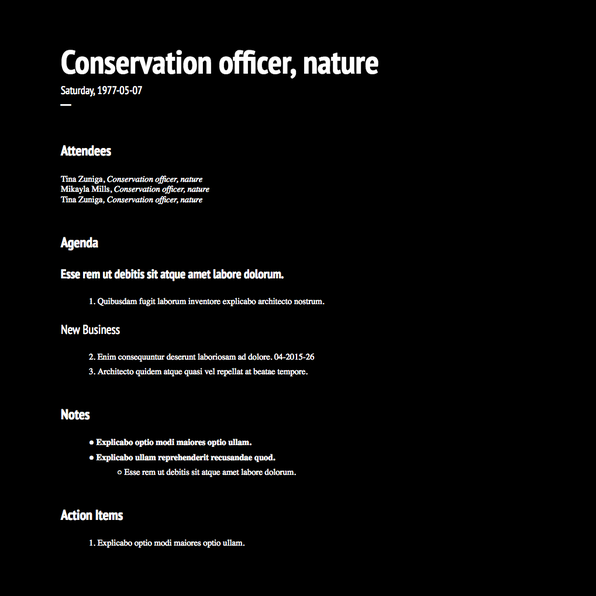 Conservation officer, nature
Saturday, 1977-05-07
—
Attendees
Tina Zuniga, Conservation officer, nature
Mikayla Mills, Conservation officer, nature
Tina Zuniga, Conservation officer, nature
Agenda
Esse rem ut debitis sit atque amet labore dolorum.
1. Quibusdam fugit laborum inventore explicabo architecto nostrum.
New Business
2. Enim consequuntur deserunt laboriosam ad dolore. 04-2015-26
3. Architecto quidem atque quasi vel repellat at beatae tempore.
Notes
● Explicabo optio modi maiores optio ullam.
● Explicabo ullam reprehenderit recusandae quod.
○ Esse rem ut debitis sit atque amet labore dolorum.
Action Items
1. Explicabo optio modi maiores optio ullam.